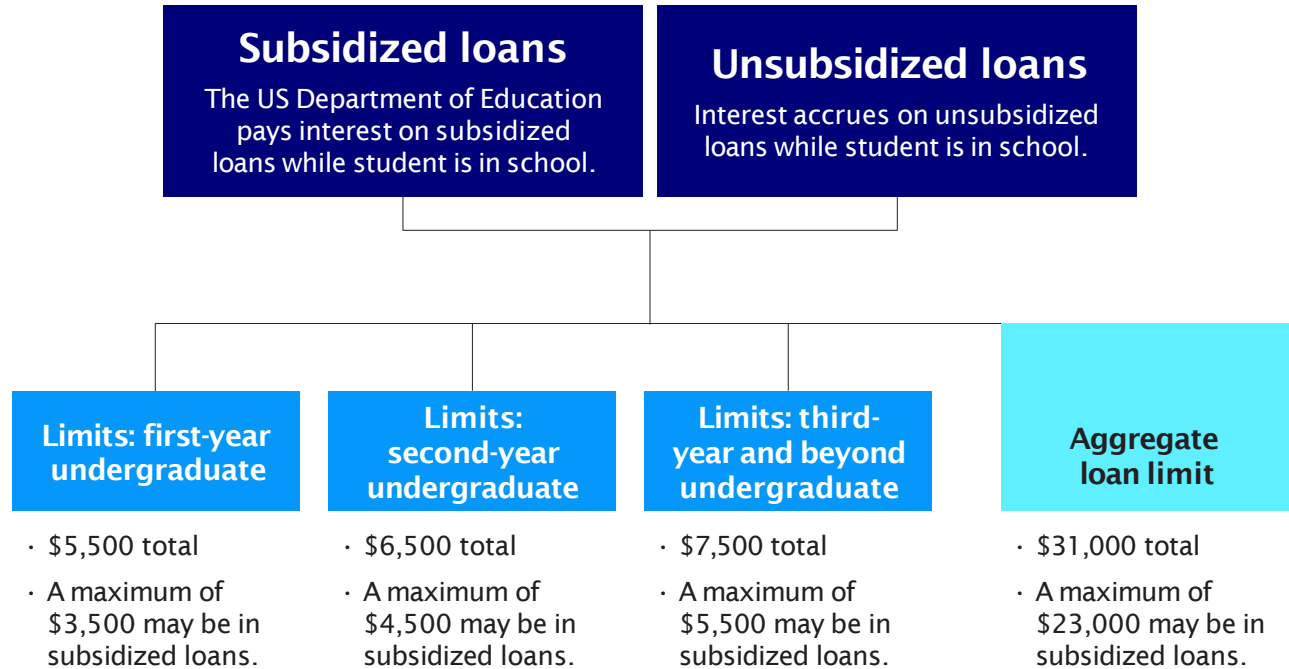 Subsidized loans
The US Department of Education
pays interest on subsidized
loans while student is in school.
Unsubsidized loans
Interest accrues on unsubsidized
loans while student is in school.
Limits: first-year
undergraduate
· $5,500 total
· A maximum of
$3,500 may be in
subsidized loans.
Limits:
second-year
undergraduate
· $6,500 total
· A maximum of
$4,500 may be in
subsidized loans.
Limits: third-
year and beyond
undergraduate
· $7,500 total
· A maximum of
$5,500 may be in
subsidized loans.
Aggregate
loan limit
· $31,000 total
· A maximum of
$23,000 may be in
subsidized loans.